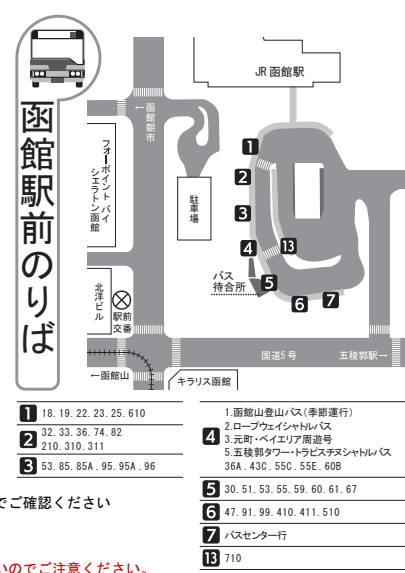 函館駅前のりば
JR 函館駅
←函館朝市
フォーポイント バイ
シェラトン函館
駐車場
1
2
3
4
13
5
6
7
バス
待合所
北洋ビル
駅前
交番
国道5号
五稜郭駅→
←函館山
キラリス函館
1 18. 19. 22. 23. 25. 610
2 32. 33. 36. 74. 82
210. 310. 311
3 53. 85. 85A . 95. 95A . 96
4 1.函館山登山バス(季節運行)
2.ロープウェイシャトルバス
3.元町・ベイエリア周遊号
5.五稜郭タワー・トラピスチヌシャトルバス
36A . 43C. 55C . 55E . 60B
5 30. 51. 53. 55. 59. 60. 61. 67
6 47. 91. 99. 410. 411. 510
7 バスセンター行
13 710
でご確認ください
いのでご注意ください。